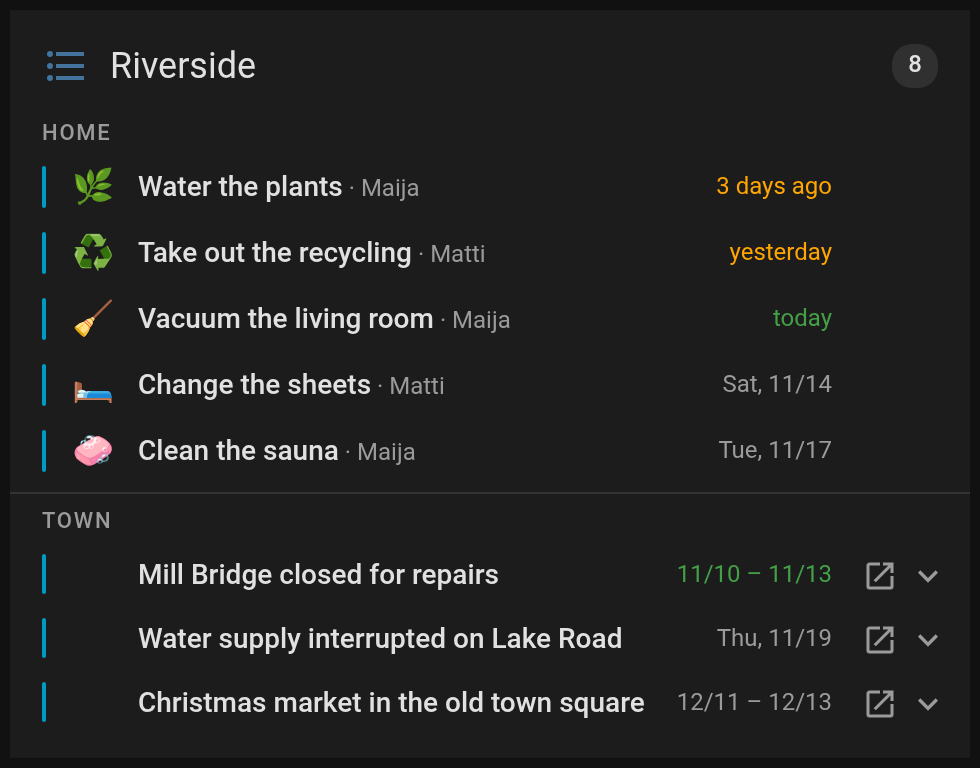 Riverside 8
HOME
Water the plants · Maija 3 days ago
Take out the recycling · Matti yesterday
Vacuum the living room · Maija today
Change the sheets · Matti Sat, 11/14
Clean the sauna · Maija Tue, 11/17
TOWN
Mill Bridge closed for repairs 11/10 – 11/13
Water supply interrupted on Lake Road Thu, 11/19
Christmas market in the old town square 12/11 – 12/13